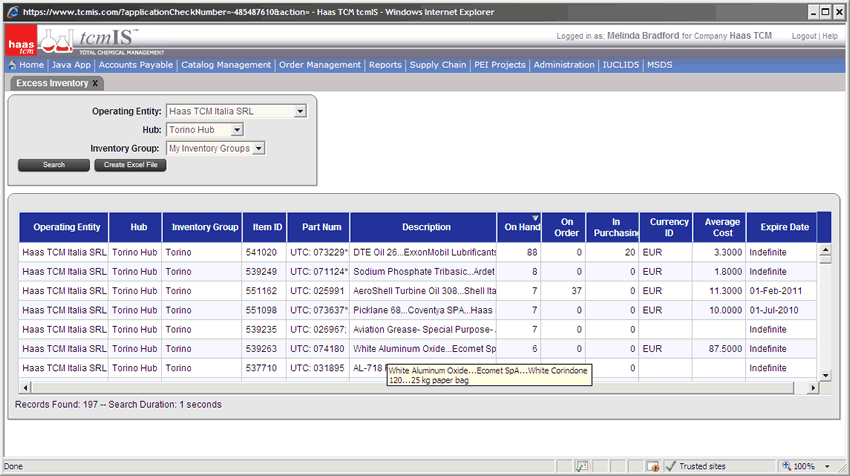 https://www.tcmis.com/?applicationCheckNumber=-485487610&action= - Haas TCM tcmIS - Windows Internet Explorer
haas tcm
tcmIS™
TOTAL CHEMICAL MANAGEMENT
Logged in as: Melinda Bradford for Company Haas TCM Logout | Help
Home | Java App | Accounts Payable | Catalog Management | Order Management | Reports | Supply Chain | PEI Projects | Administration | IUCLID5 | MSDS
Excess Inventory X
Operating Entity: Haas TCM Italia SRL
Hub: Torino Hub
Inventory Group: My Inventory Groups
Search Create Excel File
Operating Entity Hub Inventory Group Item ID Part Num Description On Hand On Order In Purchasing Currency ID Average Cost Expire Date
Haas TCM Italia SRL Torino Hub Torino 541020 UTC: 073229* DTE Oil 26...ExxonMobil Lubrificants 88 0 20 EUR 3.3000 Indefinite
Haas TCM Italia SRL Torino Hub Torino 539249 UTC: 071124* Sodium Phosphate Tribasic...Ardet 8 0 0 EUR 1.8000 Indefinite
Haas TCM Italia SRL Torino Hub Torino 551162 UTC: 025991 AeroShell Turbine Oil 308...Shell Ita 7 37 0 EUR 11.3000 01-Feb-2011
Haas TCM Italia SRL Torino Hub Torino 551098 UTC: 073637* Picklane 68...Coventya SPA...Haas 7 0 0 EUR 10.0000 01-Jul-2010
Haas TCM Italia SRL Torino Hub Torino 539235 UTC: 026967; Aviation Grease- Special Purpose- 7 0 0 Indefinite
Haas TCM Italia SRL Torino Hub Torino 539263 UTC: 074180 White Aluminum Oxide...Ecomet Sp 6 0 0 EUR 87.5000 Indefinite
Haas TCM Italia SRL Torino Hub Torino 537710 UTC: 031895 AL-718 0 Indefinite
White Aluminum Oxide...Ecomet SpA...White Corindone
120...25 kg paper bag
Records Found: 197 -- Search Duration: 1 seconds
Done Trusted sites 100%